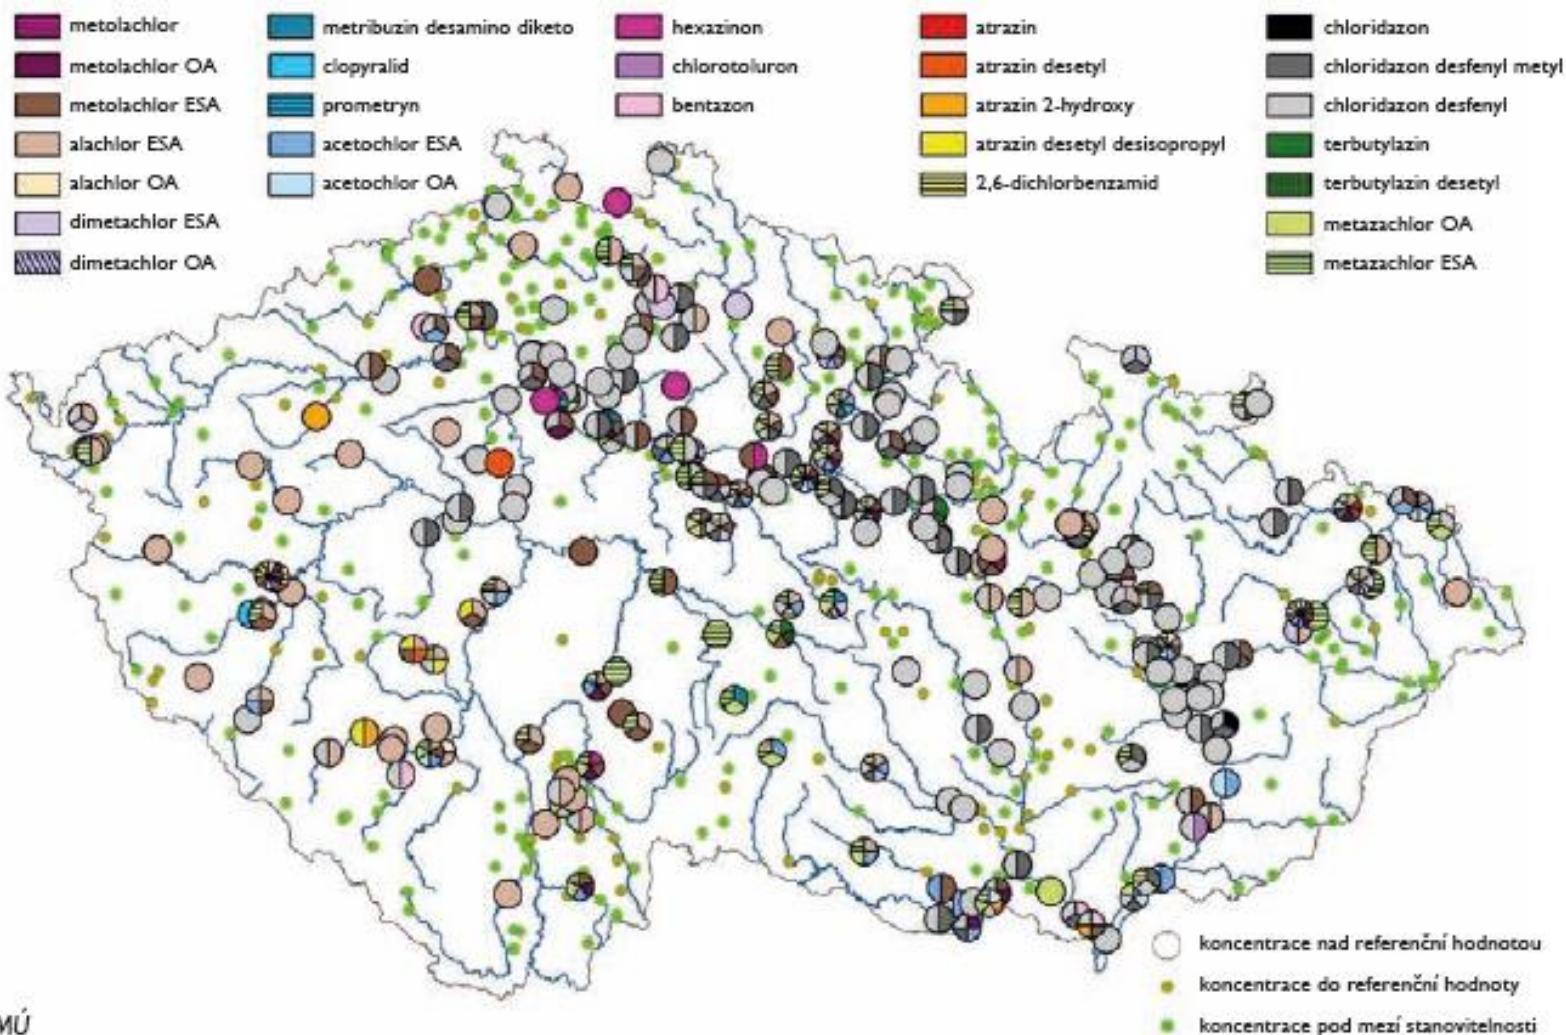 metolachlor
metolachlor OA
metolachlor ESA
alachlor ESA
alachlor OA
dimetachlor ESA
dimetachlor OA
metribuzin desamino diketo
clopyralid
prometryn
acetochlor ESA
acetochlor OA
hexazinon
chlorotoluron
bentazon
atrazin
atrazin desetyl
atrazin 2-hydroxy
atrazin desetyl desisopropyl
2,6-dichlorbenzamid
chloridazon
chloridazon desfenyl metyl
chloridazon desfenyl
terbutylazin
terbutylazin desetyl
metazachlor OA
metazachlor ESA
koncentrace nad referenční hodnotou
koncentrace do referenční hodnoty
koncentrace pod mezí stanovitelnosti
MÚ